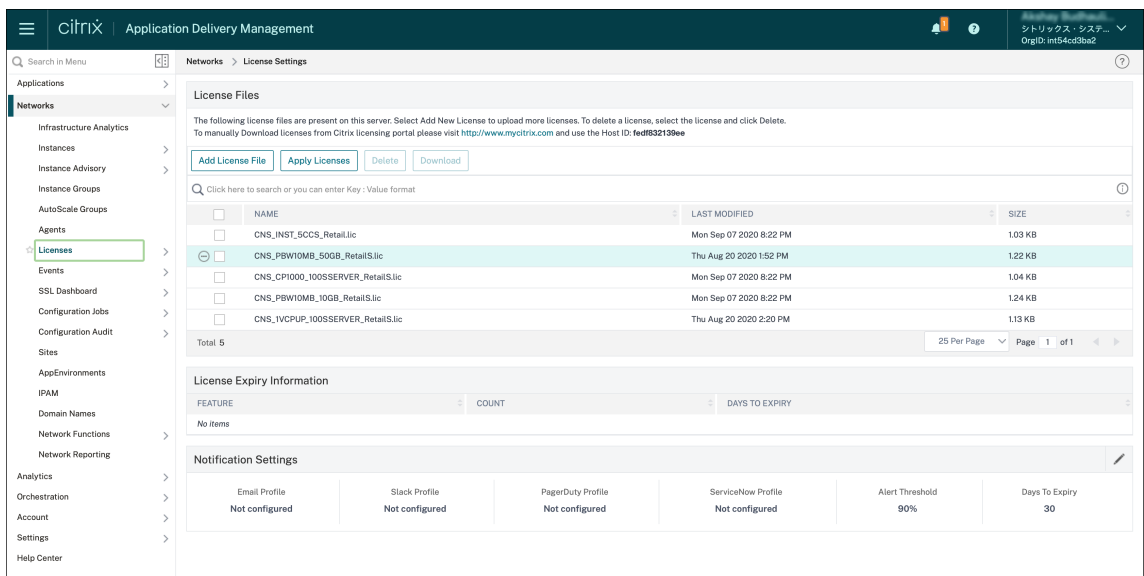 citrix | Application Delivery Management
1
?
シトリックス・システ...
OrgID: int54cd3ba2
Search in Menu
Networks > License Settings
?
Applications
Networks
Infrastructure Analytics
Instances
Instance Advisory
Instance Groups
AutoScale Groups
Agents
Licenses
Events
SSL Dashboard
Configuration Jobs
Configuration Audit
Sites
AppEnvironments
IPAM
Domain Names
Network Functions
Network Reporting
Analytics
Orchestration
Account
Settings
Help Center
License Files
The following license files are present on this server. Select Add New License to upload more licenses. To delete a license, select the license and click Delete.
To manually Download licenses from Citrix licensing portal please visit http://www.mycitrix.com and use the Host ID: fedf832139ee
Add License File Apply Licenses Delete Download
Click here to search or you can enter Key : Value format
NAME LAST MODIFIED SIZE
CNS_INST_5CCS_Retail.lic Mon Sep 07 2020 8:22 PM 1.03 KB
CNS_PBW10MB_50GB_RetailS.lic Thu Aug 20 2020 1:52 PM 1.22 KB
CNS_CP1000_100SSERVER_RetailS.lic Mon Sep 07 2020 8:22 PM 1.04 KB
CNS_PBW10MB_10GB_RetailS.lic Mon Sep 07 2020 8:22 PM 1.24 KB
CNS_1VCPUP_100SSERVER_RetailS.lic Thu Aug 20 2020 2:20 PM 1.13 KB
Total 5 25 Per Page Page 1 of 1
License Expiry Information
FEATURE COUNT DAYS TO EXPIRY
No items
Notification Settings
Email Profile Slack Profile PagerDuty Profile ServiceNow Profile Alert Threshold Days To Expiry
Not configured Not configured Not configured Not configured 90% 30